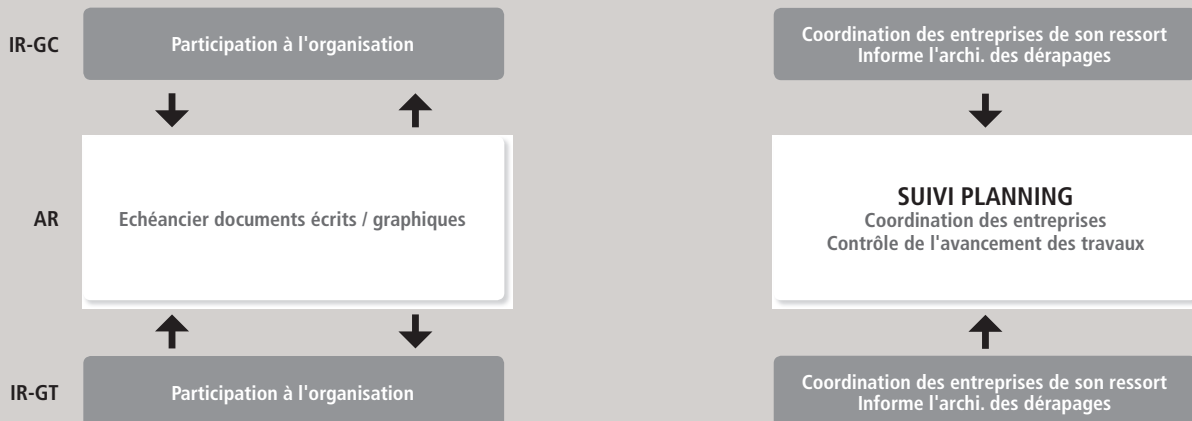 IR-GC
Participation à l'organisation
Coordination des entreprises de son ressort
Informe l'archi. des dérapages
AR
Echéancier documents écrits / graphiques
SUIVI PLANNING
Coordination des entreprises
Contrôle de l'avancement des travaux
IR-GT
Participation à l'organisation
Coordination des entreprises de son ressort
Informe l'archi. des dérapages